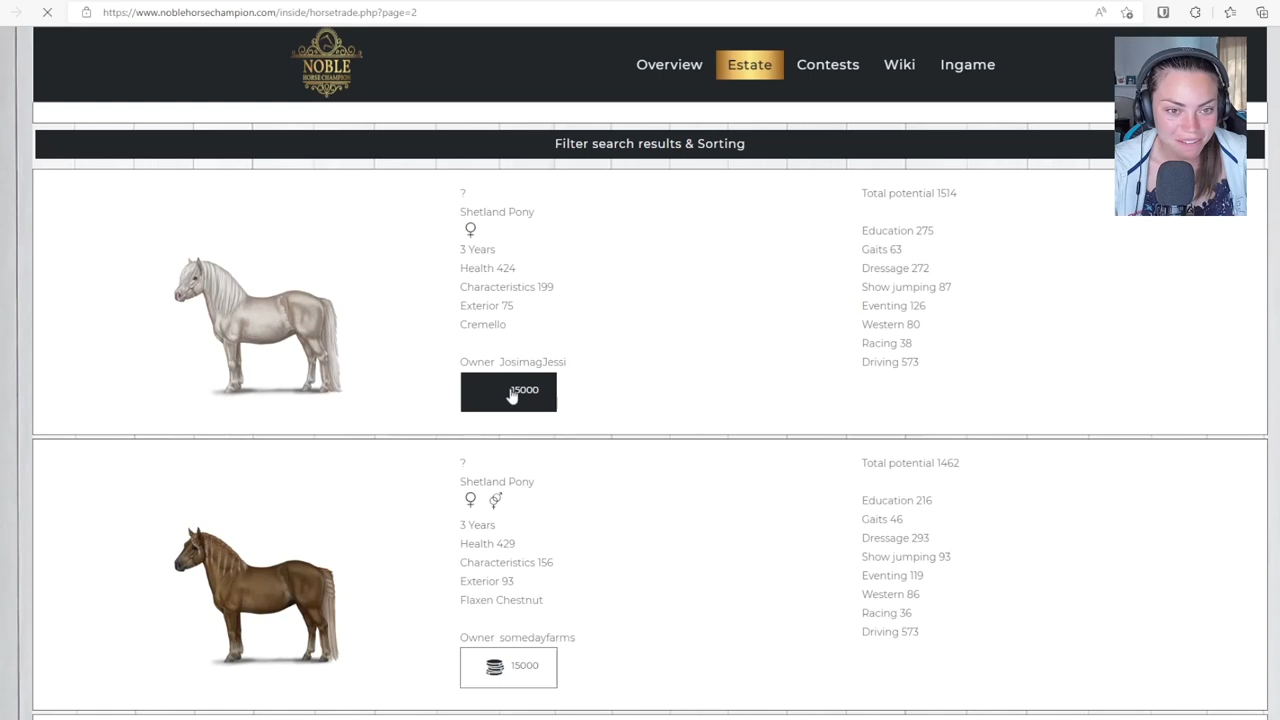 https://www.noblehorsechampion.com/inside/horsetrade.php?page=2
NOBLE
HORSE CHAMPION
Overview
Estate
Contests
Wiki
Ingame
Filter search results & Sorting
?
Shetland Pony
3 Years
Health 424
Characteristics 199
Exterior 75
Cremello
Owner JosimagJessi
15000
Total potential 1514
Education 275
Gaits 63
Dressage 272
Show jumping 87
Eventing 126
Western 80
Racing 38
Driving 573
?
Shetland Pony
3 Years
Health 429
Characteristics 156
Exterior 93
Flaxen Chestnut
Owner somedayfarms
15000
Total potential 1462
Education 216
Gaits 46
Dressage 293
Show jumping 93
Eventing 119
Western 86
Racing 36
Driving 573